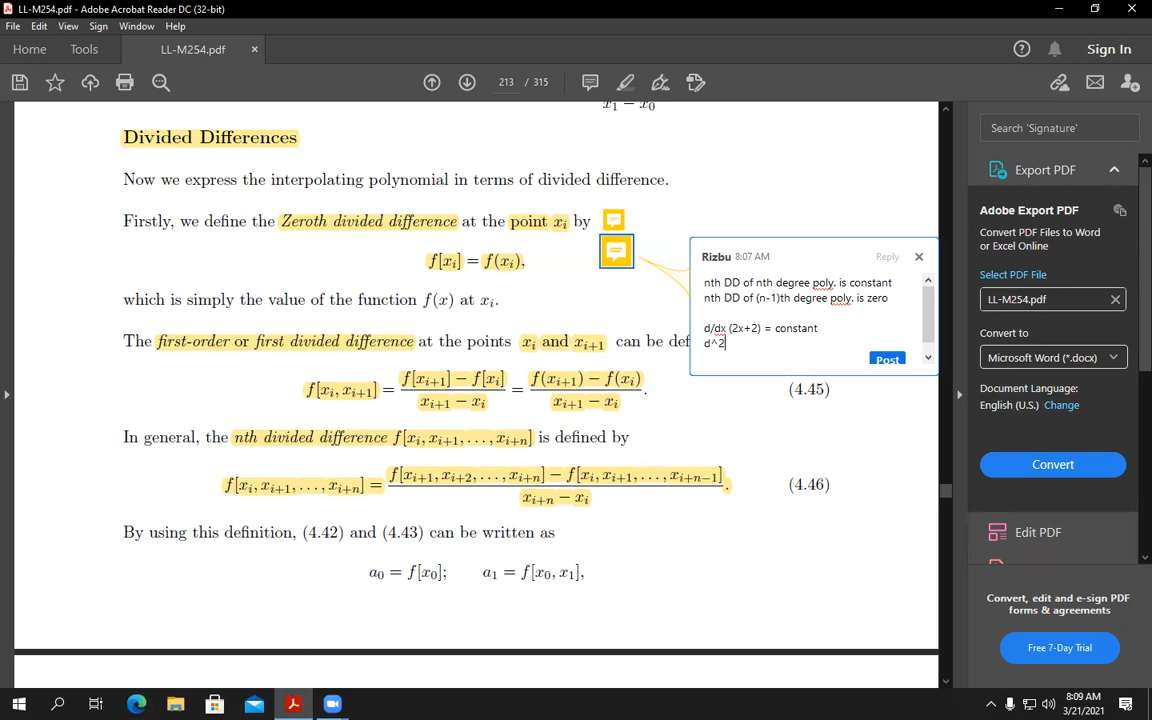 LL-M254.pdf - Adobe Acrobat Reader DC (32-bit)
File Edit View Sign Window Help
Home Tools LL-M254.pdf × Sign In
213 / 315
x₁ − x₀
Divided Differences
Now we express the interpolating polynomial in terms of divided difference.
Firstly, we define the Zeroth divided difference at the point xᵢ by
f[xᵢ] = f(xᵢ),
which is simply the value of the function f(x) at xᵢ.
The first-order or first divided difference at the points xᵢ and xᵢ₊₁ can be def
f[xᵢ, xᵢ₊₁] = (f[xᵢ₊₁] − f[xᵢ]) / (xᵢ₊₁ − xᵢ) = (f(xᵢ₊₁) − f(xᵢ)) / (xᵢ₊₁ − xᵢ). (4.45)
In general, the nth divided difference f[xᵢ, xᵢ₊₁, . . . , xᵢ₊ₙ] is defined by
f[xᵢ, xᵢ₊₁, . . . , xᵢ₊ₙ] = (f[xᵢ₊₁, xᵢ₊₂, . . . , xᵢ₊ₙ] − f[xᵢ, xᵢ₊₁, . . . , xᵢ₊ₙ₋₁]) / (xᵢ₊ₙ − xᵢ). (4.46)
By using this definition, (4.42) and (4.43) can be written as
a₀ = f[x₀]; a₁ = f[x₀, x₁],
Rizbu 8:07 AM Reply
nth DD of nth degree poly. is constant
nth DD of (n-1)th degree poly. is zero
d/dx (2x+2) = constant
d^2
Post
Search 'Signature'
Export PDF
Adobe Export PDF
Convert PDF Files to Word
or Excel Online
Select PDF File
LL-M254.pdf
Convert to
Microsoft Word (*.docx)
Document Language:
English (U.S.) Change
Convert
Edit PDF
Convert, edit and e-sign PDF
forms & agreements
Free 7-Day Trial
8:09 AM
3/21/2021